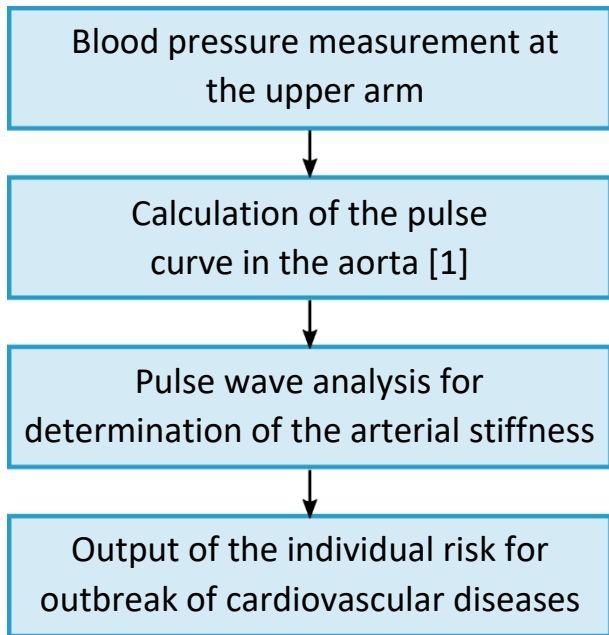 Blood pressure measurement at
the upper arm
Calculation of the pulse
curve in the aorta [1]
Pulse wave analysis for
determination of the arterial stiffness
Output of the individual risk for
outbreak of cardiovascular diseases